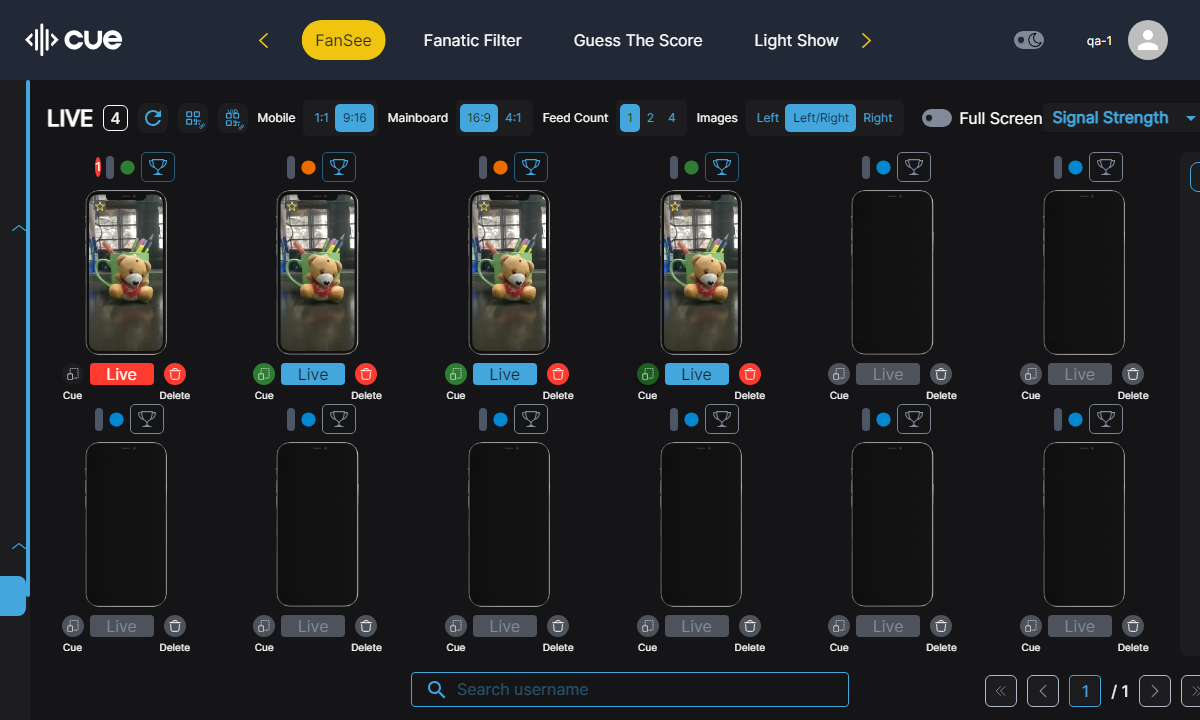 cue
FanSee Fanatic Filter Guess The Score Light Show
qa-1
LIVE 4 Mobile 1:1 9:16 Mainboard 16:9 4:1 Feed Count 1 2 4 Images Left Left/Right Right Full Screen Signal Strength
1
Live Live Live Live Live Live
Cue Delete Cue Delete Cue Delete Cue Delete Cue Delete Cue Delete
Live Live Live Live Live Live
Cue Delete Cue Delete Cue Delete Cue Delete Cue Delete Cue Delete
Search username
1 / 1